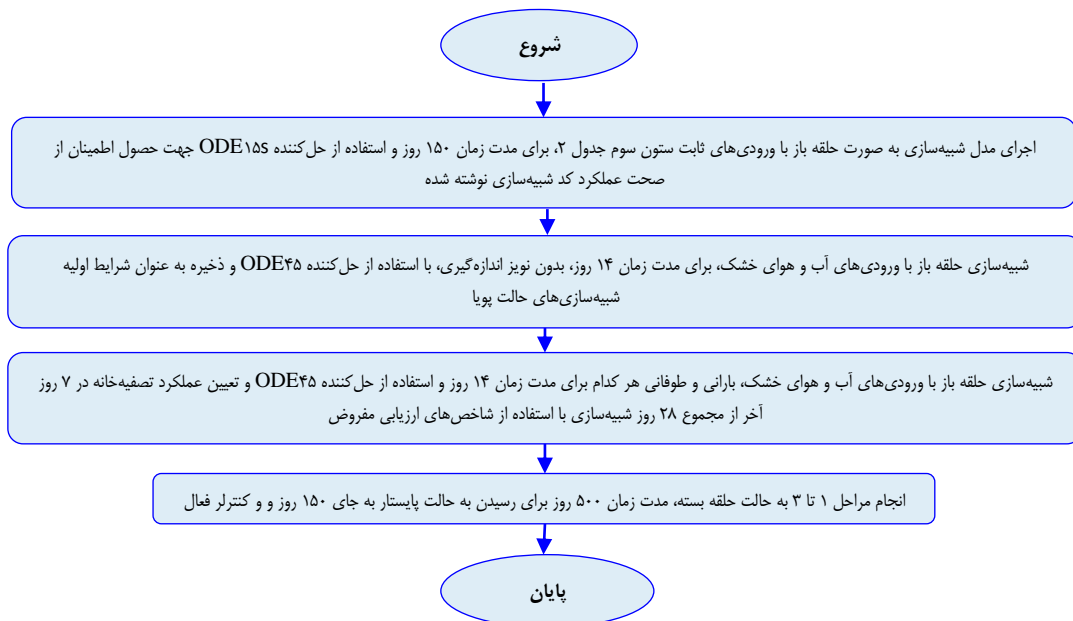 شروع
اجرای مدل شبیه‌سازی به صورت حلقه باز با ورودی‌های ثابت ستون سوم جدول ۲، برای مدت زمان ۱۵۰ روز و استفاده از حل‌کننده ODE۱۵s جهت حصول اطمینان از
صحت عملکرد کد شبیه‌سازی نوشته شده
شبیه‌سازی حلقه باز با ورودی‌های آب و هوای خشک، برای مدت زمان ۱۴ روز، بدون نویز اندازه‌گیری، با استفاده از حل‌کننده ODE۴۵ و ذخیره به عنوان شرایط اولیه
شبیه‌سازی‌های حالت پویا
شبیه‌سازی حلقه باز با ورودی‌های آب و هوای خشک، بارانی و طوفانی هر کدام برای مدت زمان ۱۴ روز و استفاده از حل‌کننده ODE۴۵ و تعیین عملکرد تصفیه‌خانه در ۷ روز
آخر از مجموع ۲۸ روز شبیه‌سازی با استفاده از شاخص‌های ارزیابی مفروض
انجام مراحل ۱ تا ۳ به حالت حلقه بسته، مدت زمان ۵۰۰ روز برای رسیدن به حالت پایستار به جای ۱۵۰ روز و و کنترلر فعال
پایان